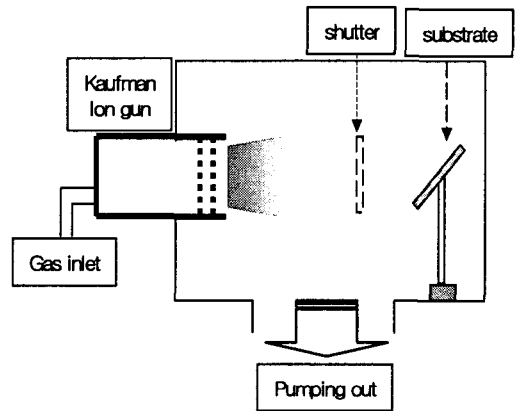 shutter
substrate
Kaufman
Ion gun
Gas inlet
Pumping out